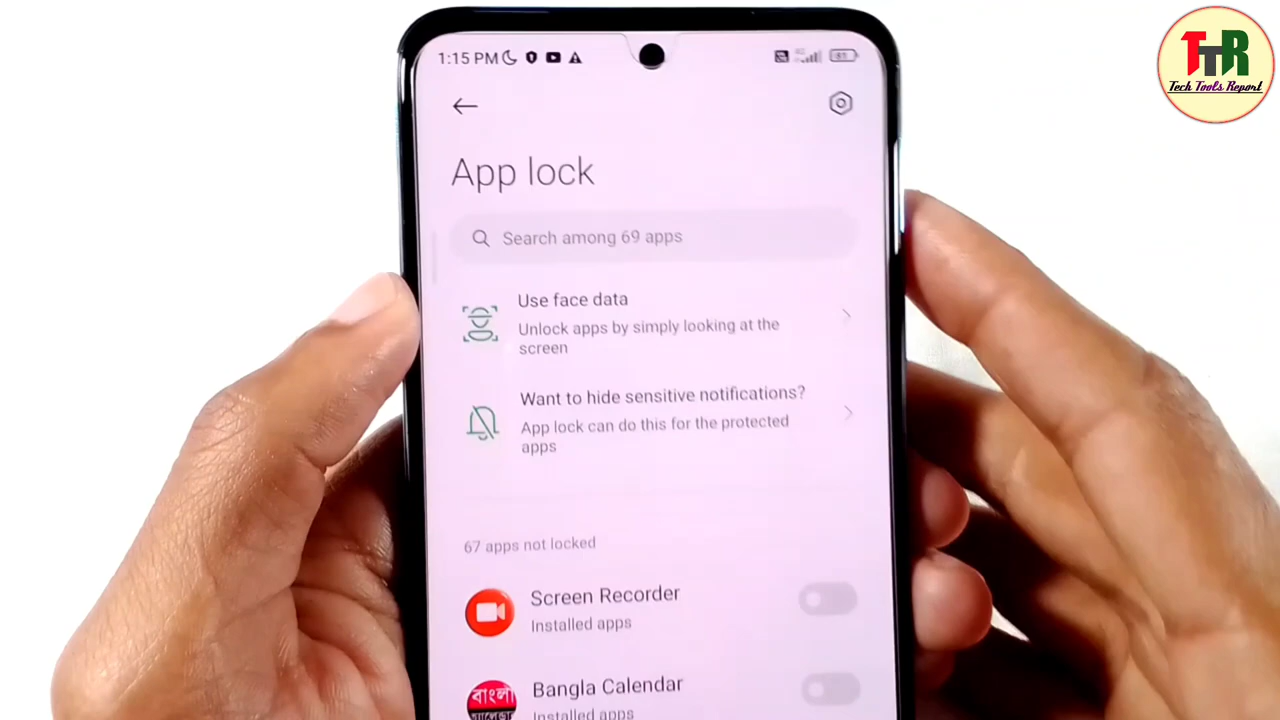 1:15 PM
81
TTR
Tech Tools Report
App lock
Search among 69 apps
Use face data
Unlock apps by simply looking at the
screen
Want to hide sensitive notifications?
App lock can do this for the protected
apps
67 apps not locked
Screen Recorder
Installed apps
বাংলা
Bangla Calendar
Installed apps